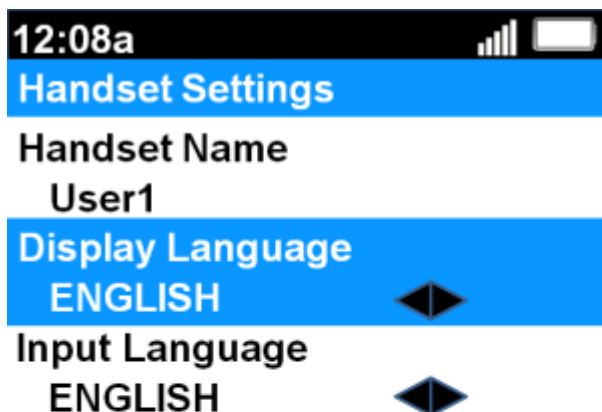 12:08a
Handset Settings
Handset Name
User1
Display Language
ENGLISH
Input Language
ENGLISH